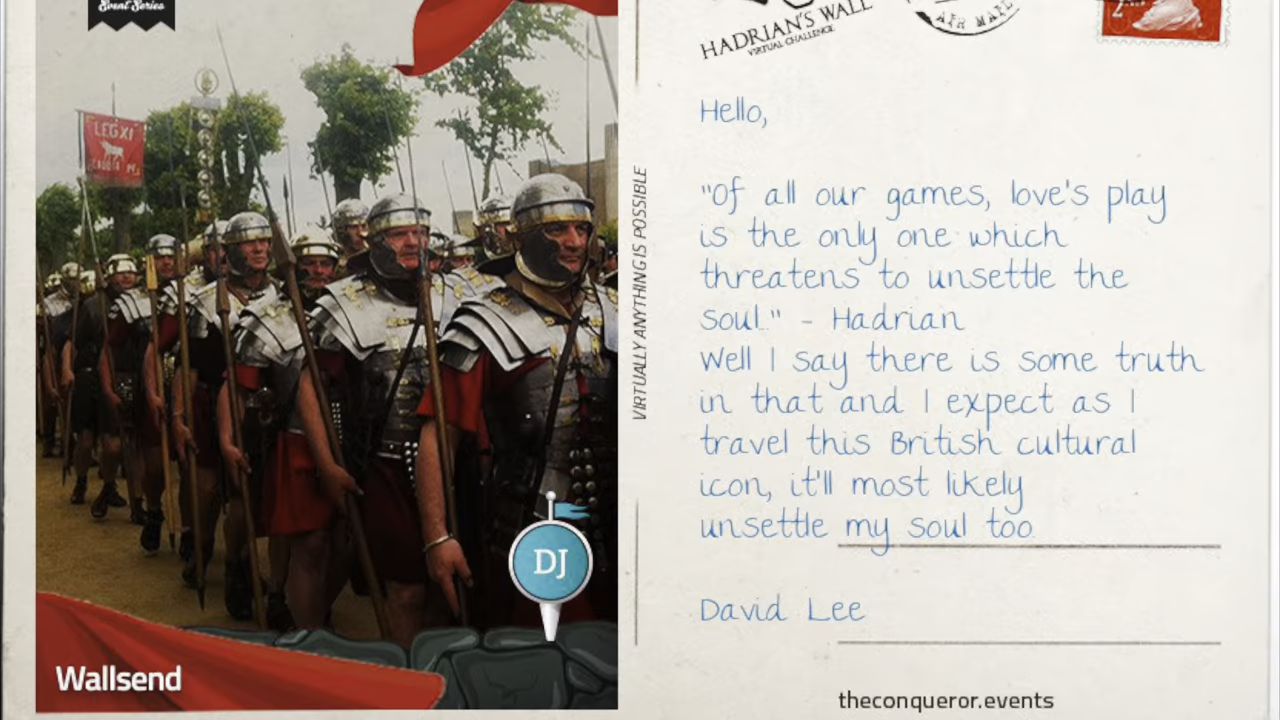 Event Series
LEGXI
Wallsend
DJ
VIRTUALLY ANYTHING IS POSSIBLE
HADRIAN'S WALL
VIRTUAL CHALLENGE
AIR MAIL
Hello,
"Of all our games, love's play
is the only one which
threatens to unsettle the
soul." - Hadrian
Well I say there is some truth
in that and I expect as I
travel this British cultural
icon, it'll most likely
unsettle my soul too.
David Lee
theconqueror.events